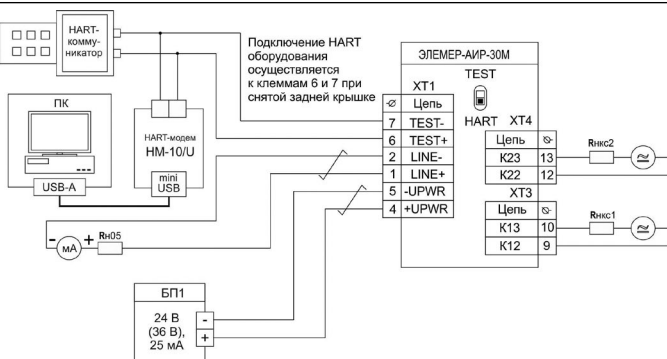 HART-
комму-
никатор
Подключение HART
оборудования
осуществляется
к клеммам 6 и 7 при
снятой задней крышке
ПК
USB-A
HART-модем
HM-10/U
mini
USB
- мА + Rн05
БП1
24 В
(36 В),
25 мА
-
+
ЭЛЕМЕР-АИР-30М
TEST
HART
XT1
Ꚛ Цепь
7 TEST-
6 TEST+
2 LINE-
1 LINE+
5 -UPWR
4 +UPWR
XT4
Цепь Ꚛ
K23 13
K22 12
Rнкс2
XT3
Цепь Ꚛ
K13 10
K12 9
Rнкс1